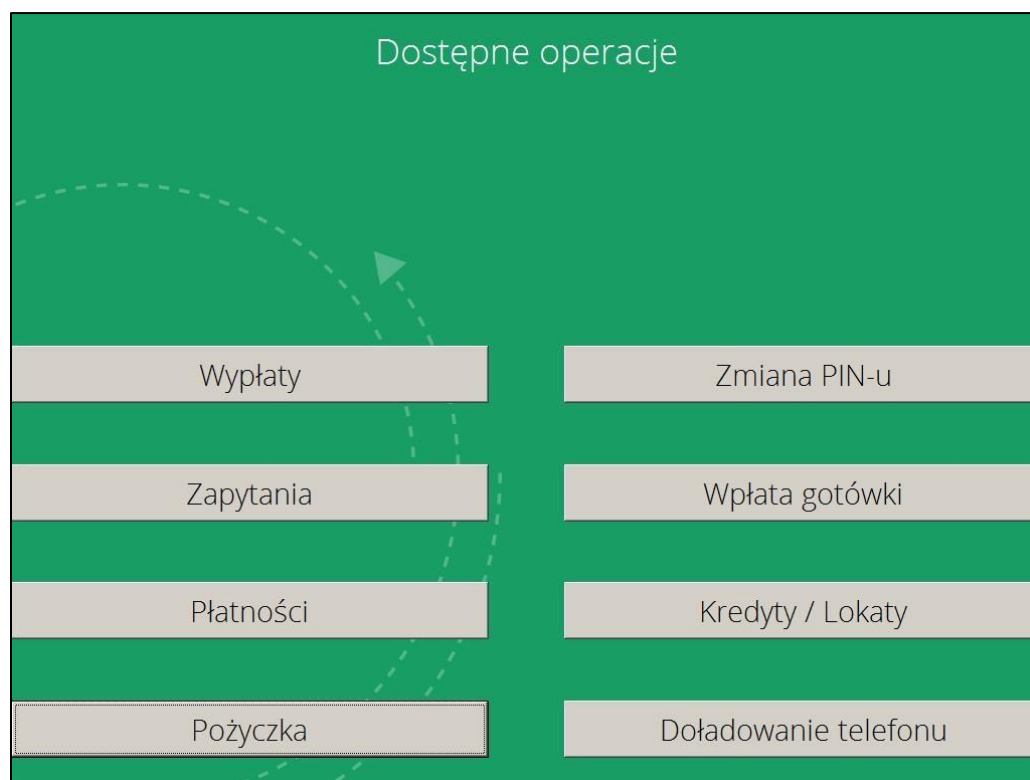 Dostępne operacje
Wypłaty
Zmiana PIN-u
Zapytania
Wpłata gotówki
Płatności
Kredyty / Lokaty
Pożyczka
Doładowanie telefonu